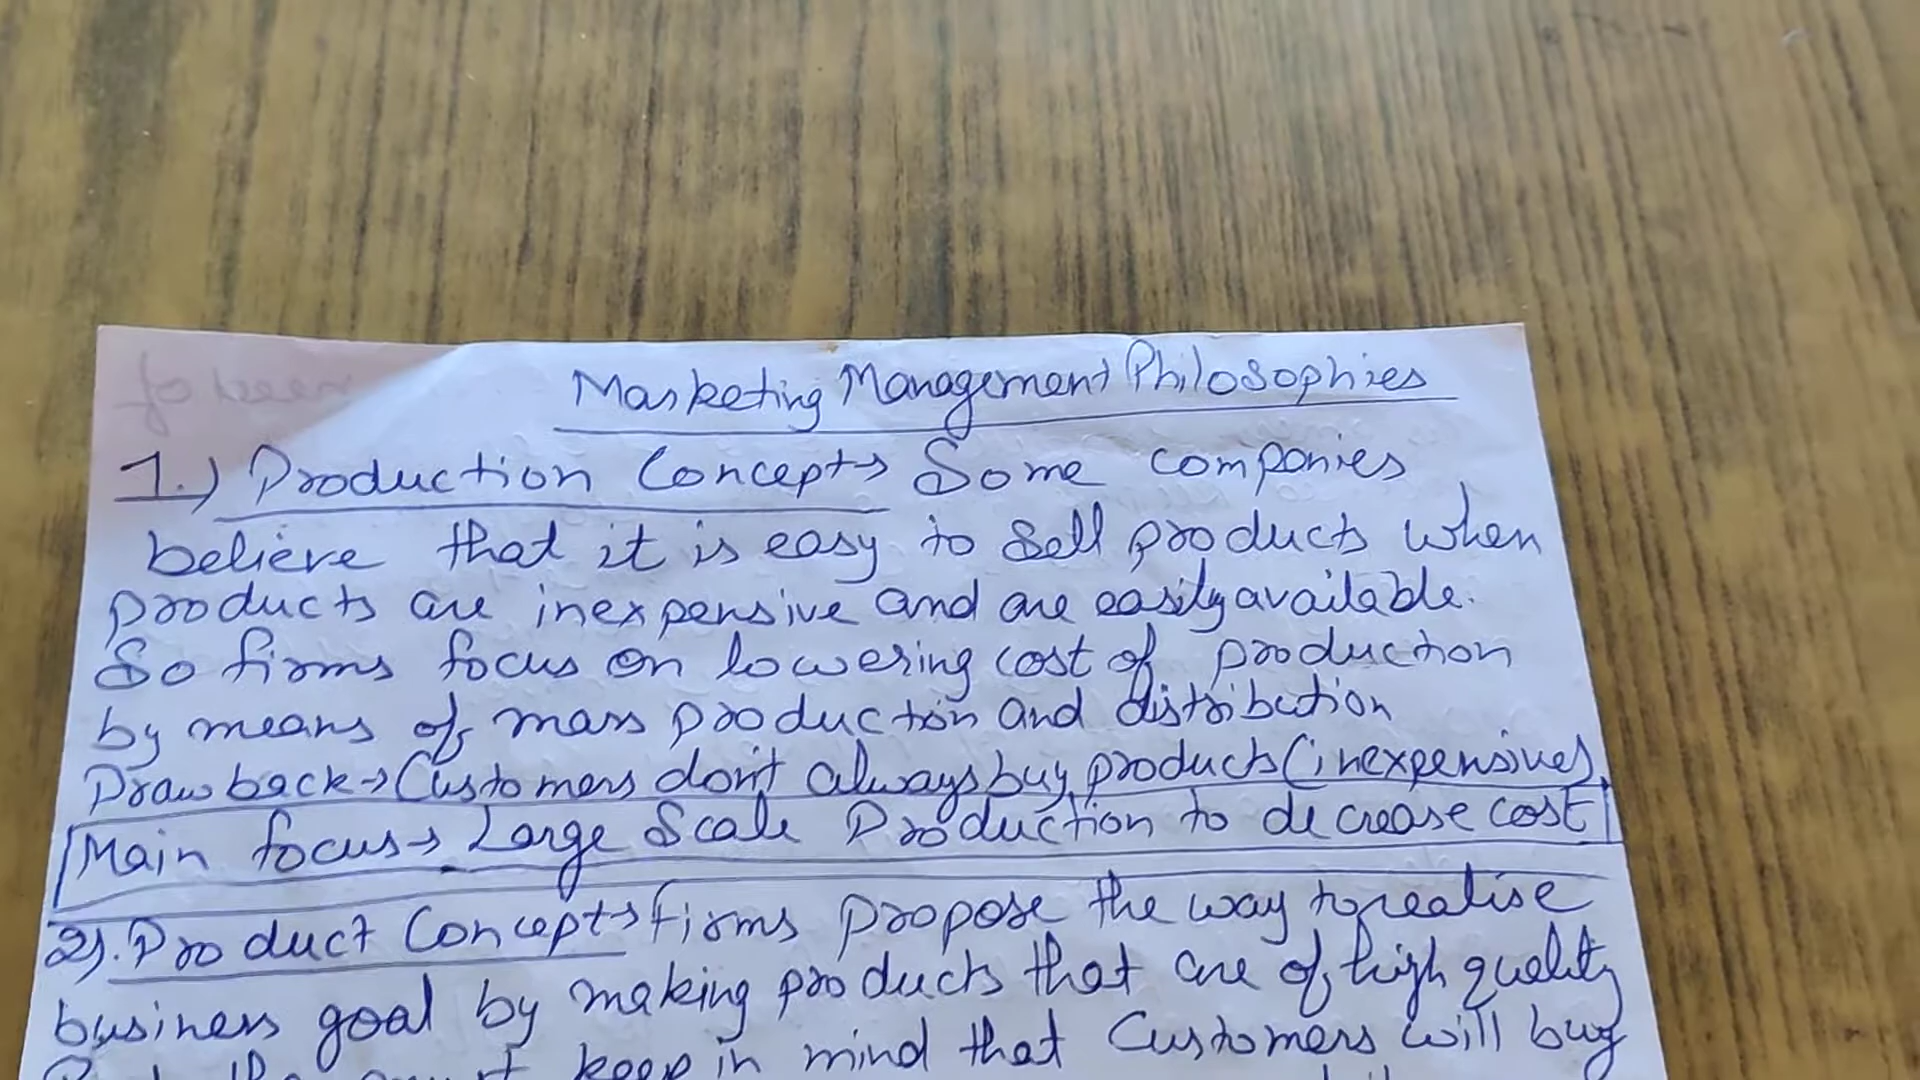 Marketing Management Philosophies
1.) Production Concept→ Some companies
believe that it is easy to sell products when
products are inexpensive and are easily available.
So firms focus on lowering cost of production
by means of mass production and distribution
Drawback→ Customers don't always buy products (inexpensive)
Main focus→ Large Scale Production to decrease cost
2). Product Concept→ firms propose the way to realise
business goal by making products that are of high quality
keep in mind that Customers will buy